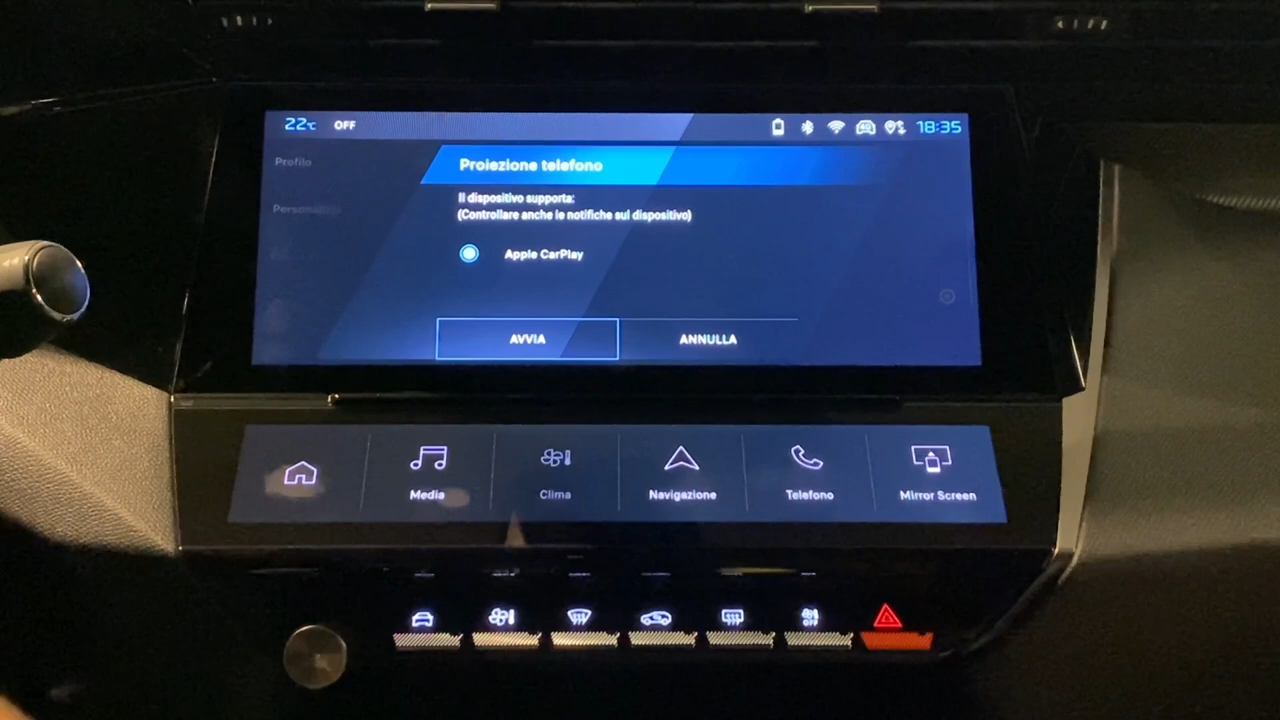 22°C OFF 18:35
Profilo
Proiezione telefono
Il dispositivo supporta:
(Controllare anche le notifiche sul dispositivo)
Apple CarPlay
AVVIA ANNULLA
Media Clima Navigazione Telefono Mirror Screen
OFF